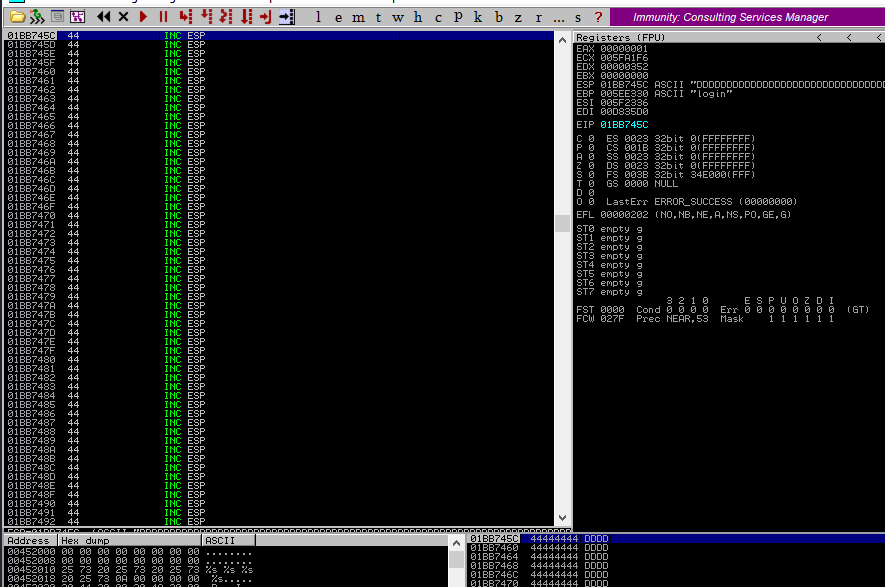 l e m t w h c P k b z r ... s ? Immunity: Consulting Services Manager
01BB745C 44 INC ESP
01BB745D 44 INC ESP
01BB745E 44 INC ESP
01BB745F 44 INC ESP
01BB7460 44 INC ESP
01BB7461 44 INC ESP
01BB7462 44 INC ESP
01BB7463 44 INC ESP
01BB7464 44 INC ESP
01BB7465 44 INC ESP
01BB7466 44 INC ESP
01BB7467 44 INC ESP
01BB7468 44 INC ESP
01BB7469 44 INC ESP
01BB746A 44 INC ESP
01BB746B 44 INC ESP
01BB746C 44 INC ESP
01BB746D 44 INC ESP
01BB746E 44 INC ESP
01BB746F 44 INC ESP
01BB7470 44 INC ESP
01BB7471 44 INC ESP
01BB7472 44 INC ESP
01BB7473 44 INC ESP
01BB7474 44 INC ESP
01BB7475 44 INC ESP
01BB7476 44 INC ESP
01BB7477 44 INC ESP
01BB7478 44 INC ESP
01BB7479 44 INC ESP
01BB747A 44 INC ESP
01BB747B 44 INC ESP
01BB747C 44 INC ESP
01BB747D 44 INC ESP
01BB747E 44 INC ESP
01BB747F 44 INC ESP
01BB7480 44 INC ESP
01BB7481 44 INC ESP
01BB7482 44 INC ESP
01BB7483 44 INC ESP
01BB7484 44 INC ESP
01BB7485 44 INC ESP
01BB7486 44 INC ESP
01BB7487 44 INC ESP
01BB7488 44 INC ESP
01BB7489 44 INC ESP
01BB748A 44 INC ESP
01BB748B 44 INC ESP
01BB748C 44 INC ESP
01BB748D 44 INC ESP
01BB748E 44 INC ESP
01BB748F 44 INC ESP
01BB7490 44 INC ESP
01BB7491 44 INC ESP
01BB7492 44 INC ESP
Registers (FPU) < < <
EAX 00000001
ECX 005FA1F6
EDX 00000352
EBX 00000000
ESP 01BB745C ASCII "DDDDDDDDDDDDDDDDDDDDDDDDDDDDDDDD
EBP 005EE330 ASCII "login"
ESI 005F2336
EDI 00D835D0
EIP 01BB745C
C 0 ES 0023 32bit 0(FFFFFFFF)
P 0 CS 001B 32bit 0(FFFFFFFF)
A 0 SS 0023 32bit 0(FFFFFFFF)
Z 0 DS 0023 32bit 0(FFFFFFFF)
S 0 FS 003B 32bit 34E000(FFF)
T 0 GS 0000 NULL
D 0
O 0 LastErr ERROR_SUCCESS (00000000)
EFL 00000202 (NO,NB,NE,A,NS,PO,GE,G)
ST0 empty g
ST1 empty g
ST2 empty g
ST3 empty g
ST4 empty g
ST5 empty g
ST6 empty g
ST7 empty g
3 2 1 0 E S P U O Z D I
FST 0000 Cond 0 0 0 0 Err 0 0 0 0 0 0 0 0 (GT)
FCW 027F Prec NEAR,53 Mask 1 1 1 1 1 1
Address Hex dump ASCII
00452000 00 00 00 00 00 00 00 00 ........
00452008 00 00 00 00 00 00 00 00 ........
00452010 25 73 20 25 73 20 25 73 %s %s %s
00452018 20 25 73 0A 00 00 00 00 %s.....
01BB745C 44444444 DDDD
01BB7460 44444444 DDDD
01BB7464 44444444 DDDD
01BB7468 44444444 DDDD
01BB746C 44444444 DDDD
01BB7470 44444444 DDDD